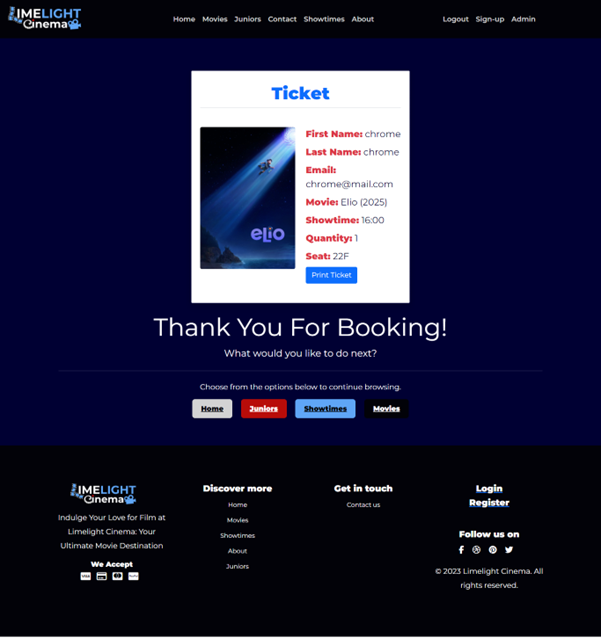 LIMELIGHT
Cinema
Home Movies Juniors Contact Showtimes About
Logout Sign-up Admin
Ticket
elio
First Name: chrome
Last Name: chrome
Email:
chrome@mail.com
Movie: Elio (2025)
Showtime: 16:00
Quantity: 1
Seat: 22F
Print Ticket
Thank You For Booking!
What would you like to do next?
Choose from the options below to continue browsing.
Home Juniors Showtimes Movies
LIMELIGHT
Cinema
Indulge Your Love for Film at
Limelight Cinema: Your
Ultimate Movie Destination
We Accept
VISA
Discover more
Home
Movies
Showtimes
About
Juniors
Get in touch
Contact us
Login
Register
Follow us on
© 2023 Limelight Cinema. All
rights reserved.